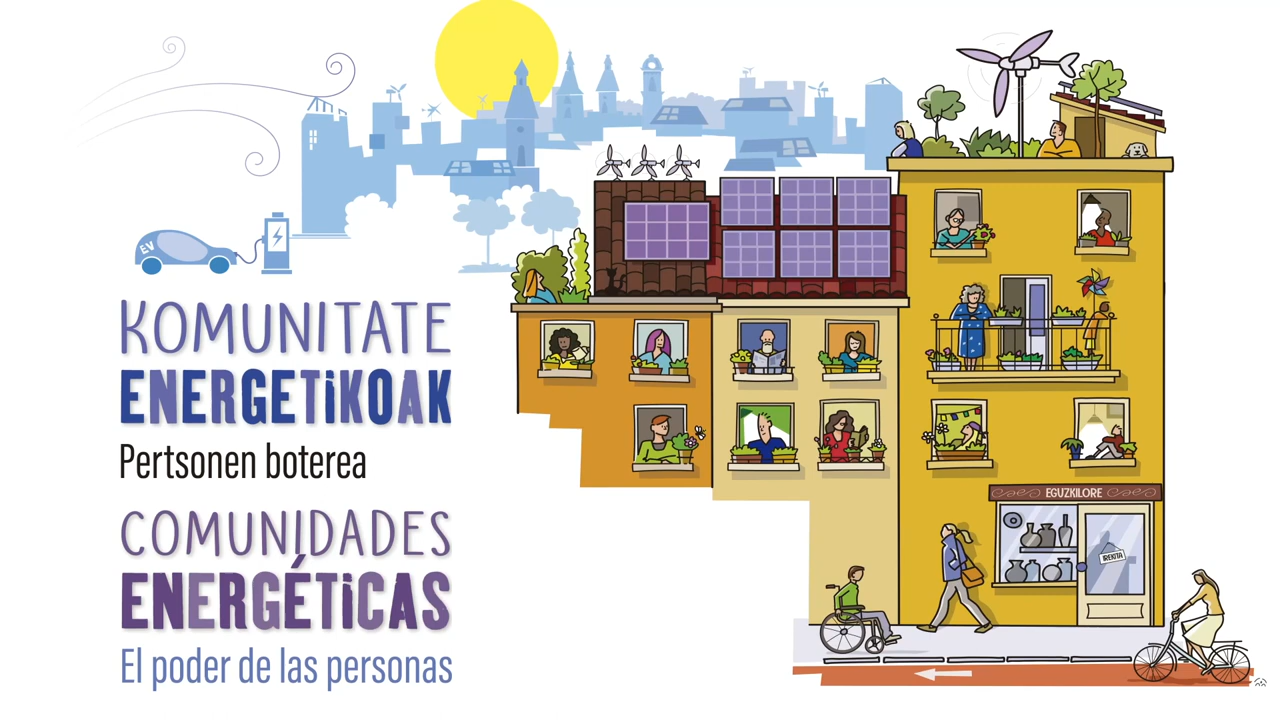 EV
KOMUNITATE
ENERGETIKOAK
Pertsonen boterea
COMUNIDADES
ENERGÉTICAS
El poder de las personas
EGUZKILORE
IREKITA